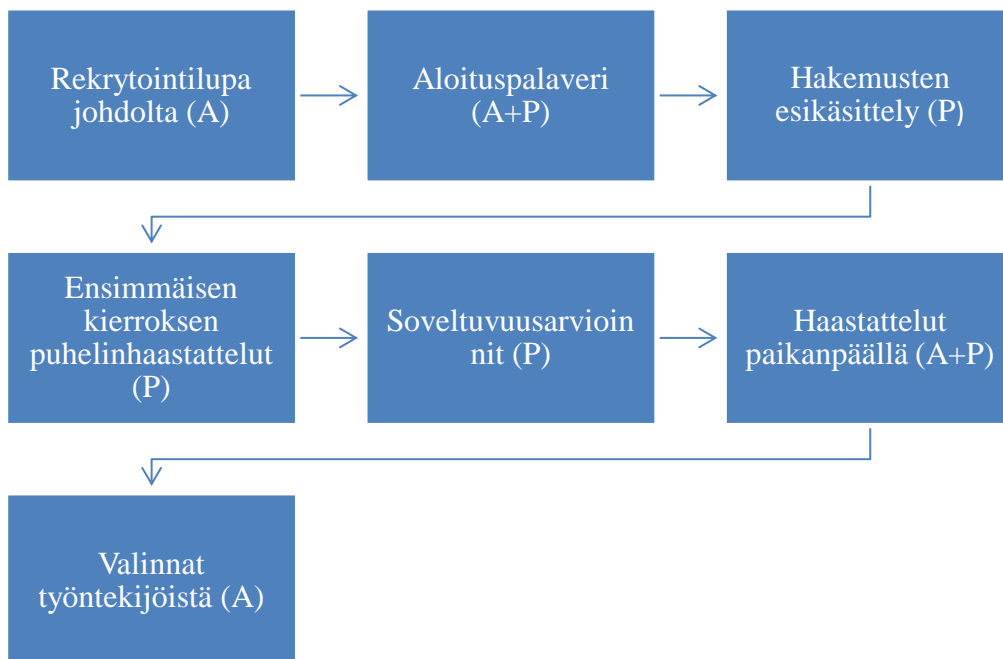 Rekrytointilupa
johdolta (A)
Aloituspalaveri
(A+P)
Hakemusten
esikäsittely (P)
Ensimmäisen
kierroksen
puhelinhaastattelut
(P)
Soveltuvuusarvioin
nit (P)
Haastattelut
paikanpäällä (A+P)
Valinnat
työntekijöistä (A)